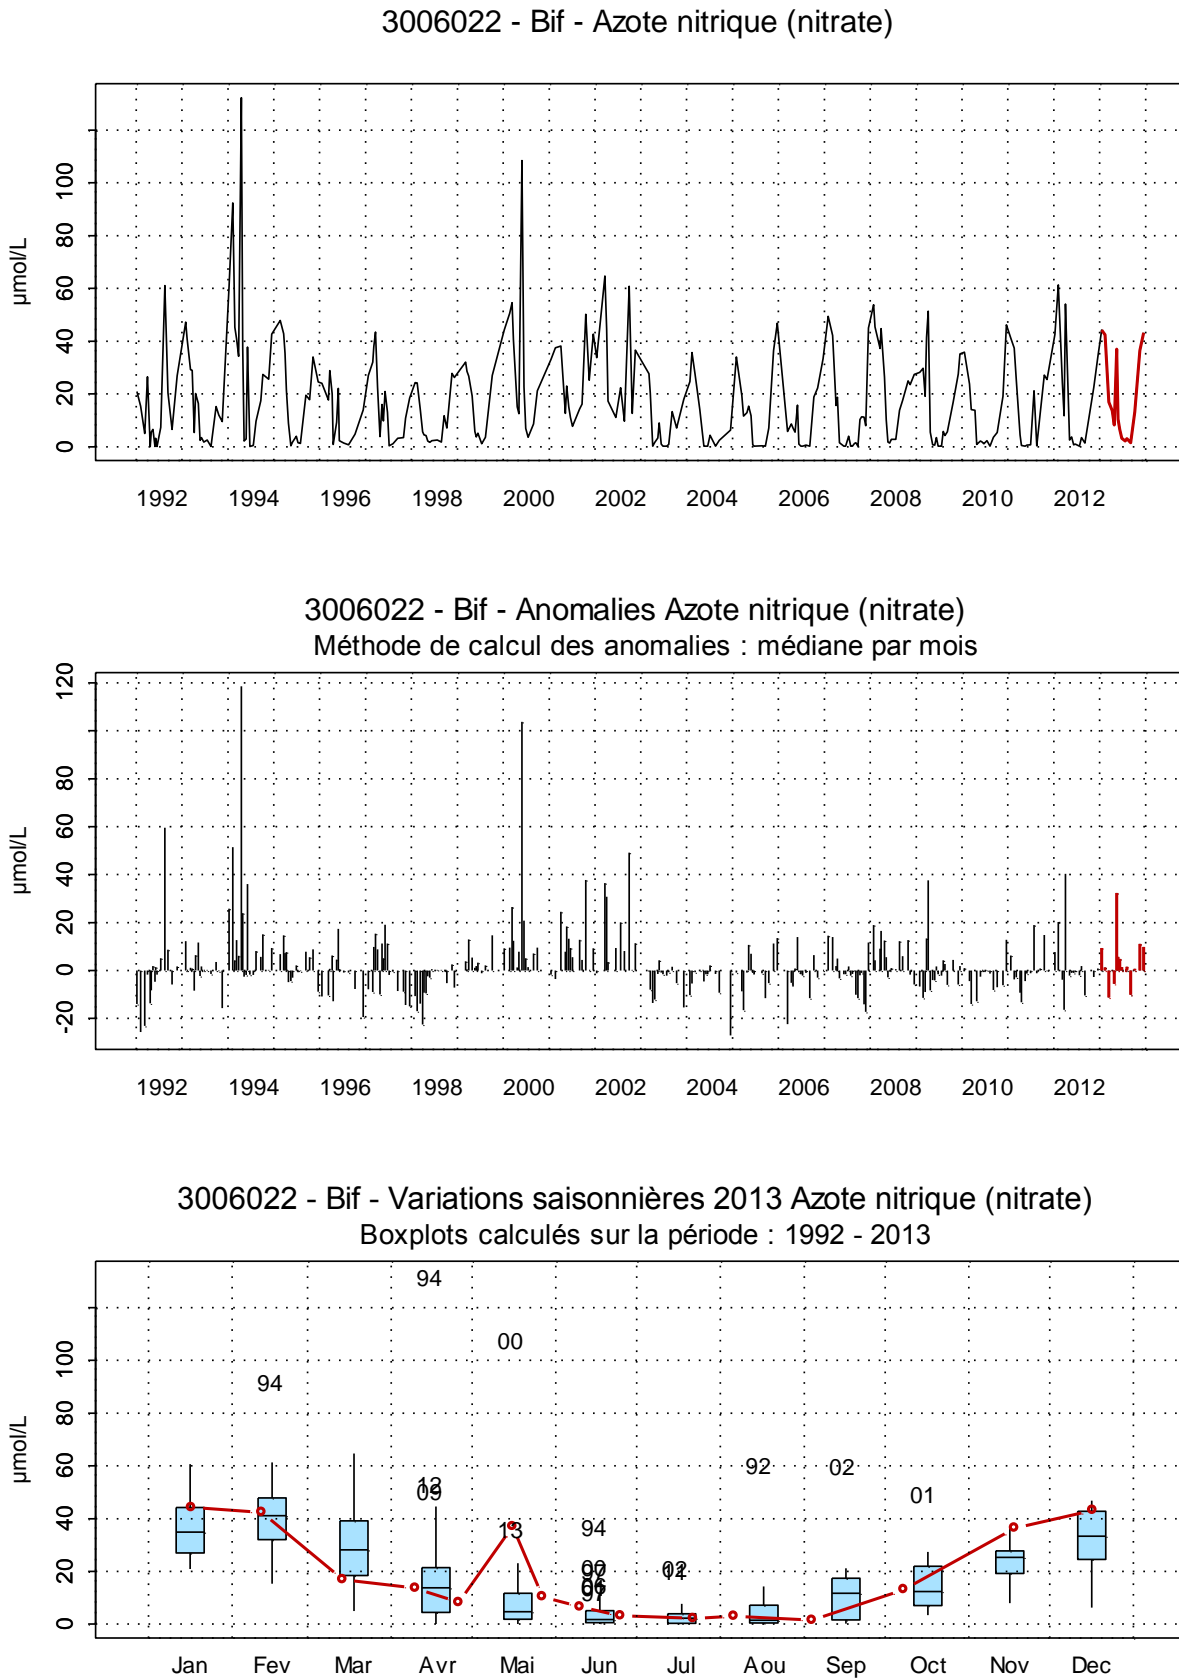 3006022 - Bif - Azote nitrique (nitrate)
µmol/L
0 20 40 60 80 100
1992 1994 1996 1998 2000 2002 2004 2006 2008 2010 2012
3006022 - Bif - Anomalies Azote nitrique (nitrate)
Méthode de calcul des anomalies : médiane par mois
µmol/L
-20 0 20 40 60 80 120
1992 1994 1996 1998 2000 2002 2004 2006 2008 2010 2012
3006022 - Bif - Variations saisonnières 2013 Azote nitrique (nitrate)
Boxplots calculés sur la période : 1992 - 2013
µmol/L
0 20 40 60 80 100
94
00
94
12
09
92
02
01
13
94
02
Jan Fev Mar Avr Mai Jun Jul Aou Sep Oct Nov Dec